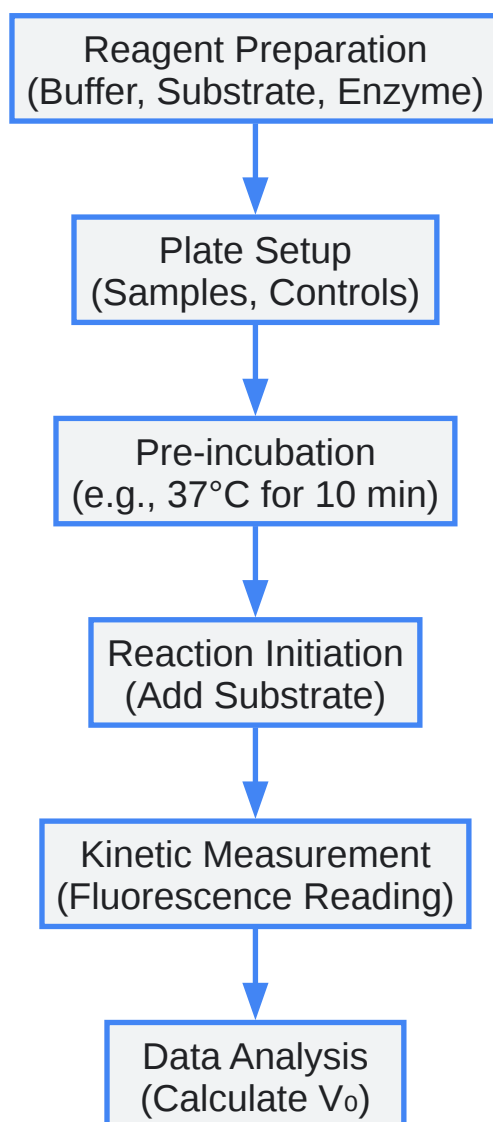 Reagent Preparation
(Buffer, Substrate, Enzyme)
Plate Setup
(Samples, Controls)
Pre-incubation
(e.g., 37°C for 10 min)
Reaction Initiation
(Add Substrate)
Kinetic Measurement
(Fluorescence Reading)
Data Analysis
(Calculate V₀)